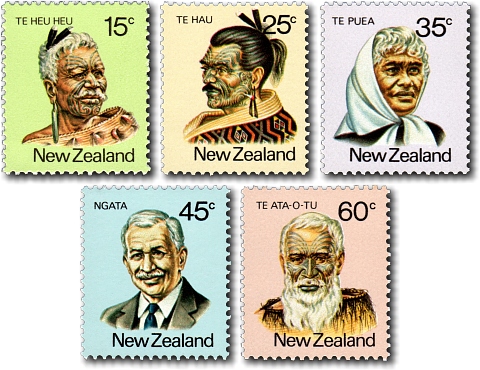 TE HEU HEU 15c
New Zealand
TE HAU 25c
New Zealand
TE PUEA 35c
New Zealand
NGATA 45c
New Zealand
TE ATA-O-TU 60c
New Zealand